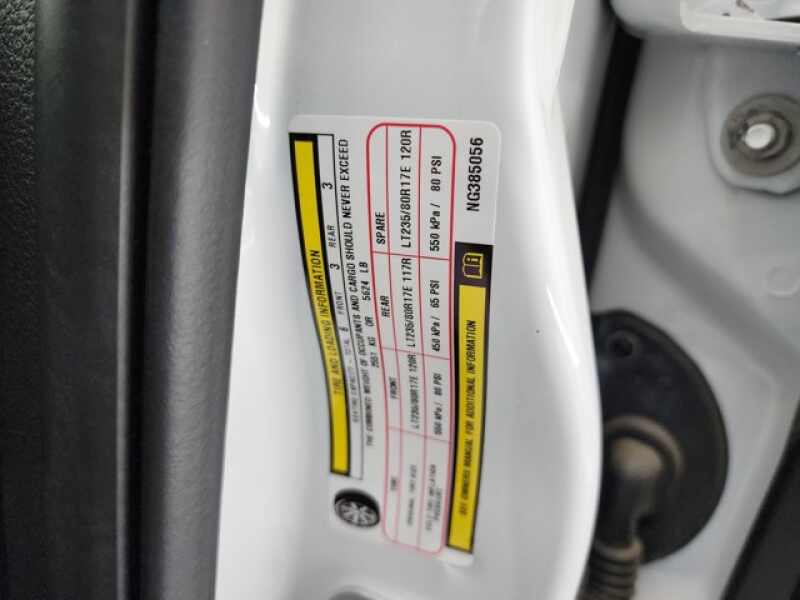 TIRE AND LOADING INFORMATION
SEATING CAPACITY - TOTAL 6 FRONT 3 REAR 3
THE COMBINED WEIGHT OF OCCUPANTS AND CARGO SHOULD NEVER EXCEED
2551 KG OR 5624 LB
TIRE FRONT REAR SPARE
ORIGINAL TIRE SIZE LT235/80R17E 120R LT235/80R17E 117R LT235/80R17E 120R
COLD TIRE INFLATION PRESSURE 550 kPa / 80 PSI 450 kPa / 65 PSI 550 kPa / 80 PSI
SEE OWNERS MANUAL FOR ADDITIONAL INFORMATION
NG385056